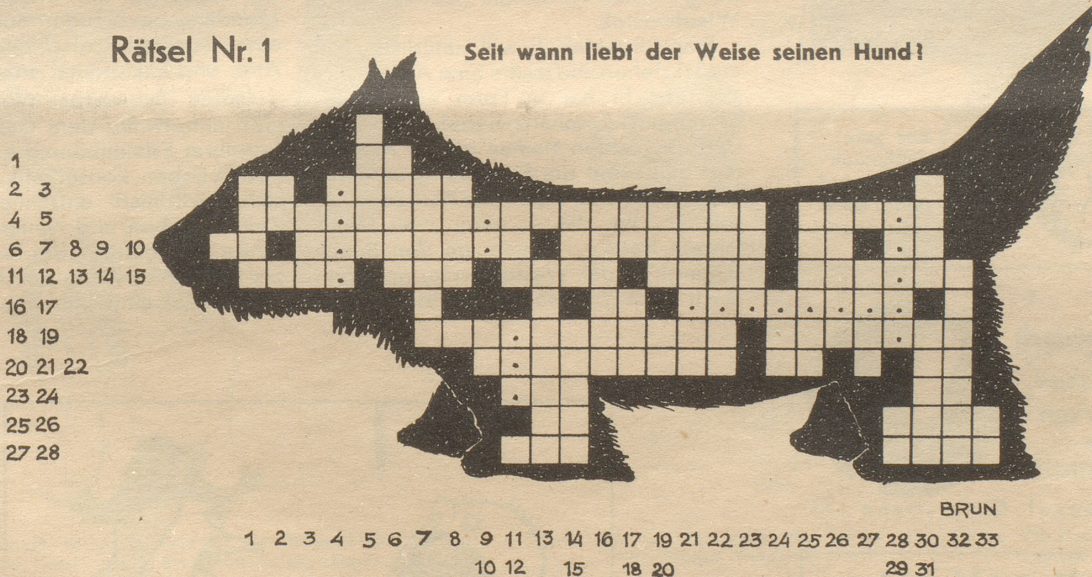 Rätsel Nr. 1
Seit wann liebt der Weise seinen Hund?
1
2 3
4 5
6 7 8 9 10
11 12 13 14 15
16 17
18 19
20 21 22
23 24
25 26
27 28
BRUN
1 2 3 4 5 6 7 8 9 11 13 14 16 17 19 21 22 23 24 25 26 27 28 30 32 33
10 12 15 18 20 29 31